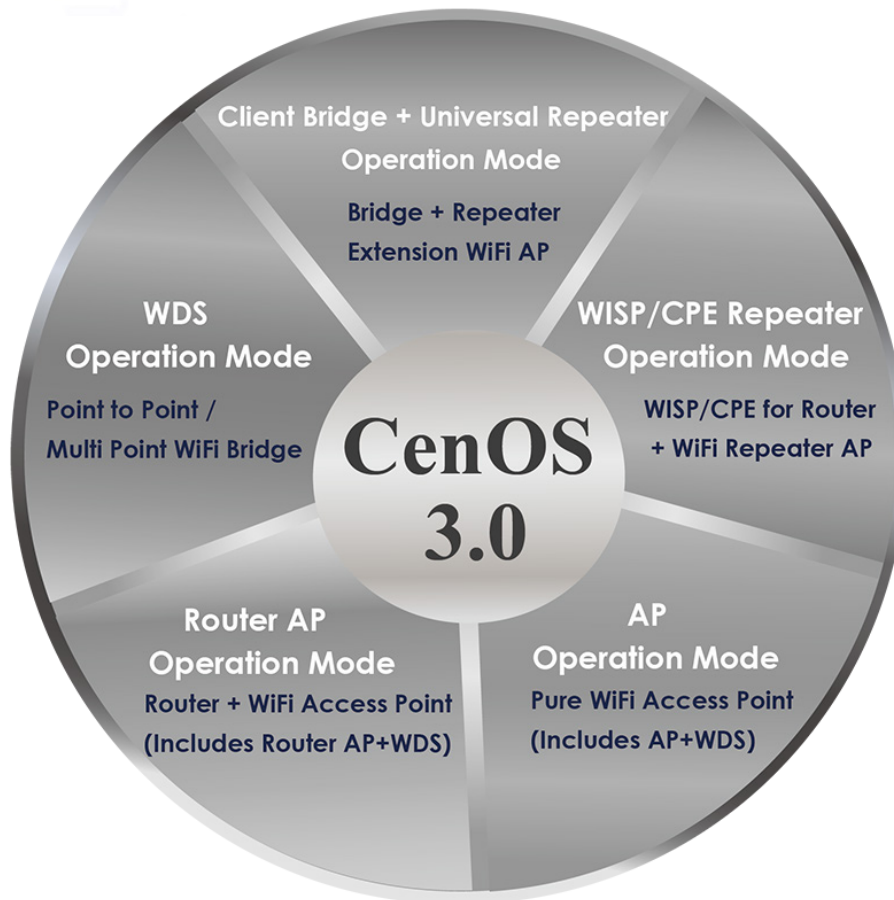 Client Bridge + Universal Repeater
Operation Mode
Bridge + Repeater
Extension WiFi AP
WISP/CPE Repeater
Operation Mode
WISP/CPE for Router
+ WiFi Repeater AP
AP
Operation Mode
Pure WiFi Access Point
(Includes AP+WDS)
Router AP
Operation Mode
Router + WiFi Access Point
(Includes Router AP+WDS)
WDS
Operation Mode
Point to Point /
Multi Point WiFi Bridge
CenOS
3.0